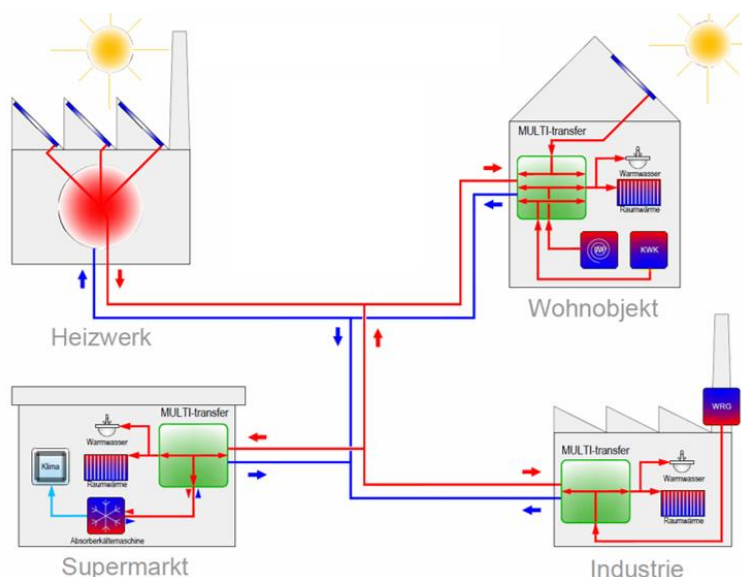 MULTI-transfer
Warmwasser
Raumwärme
KWK
Heizwerk
Wohnobjekt
MULTI-transfer
Warmwasser
Klima
Raumwärme
Absorberkältemaschine
Supermarkt
WRG
MULTI-transfer
Warmwasser
Raumwärme
Industrie